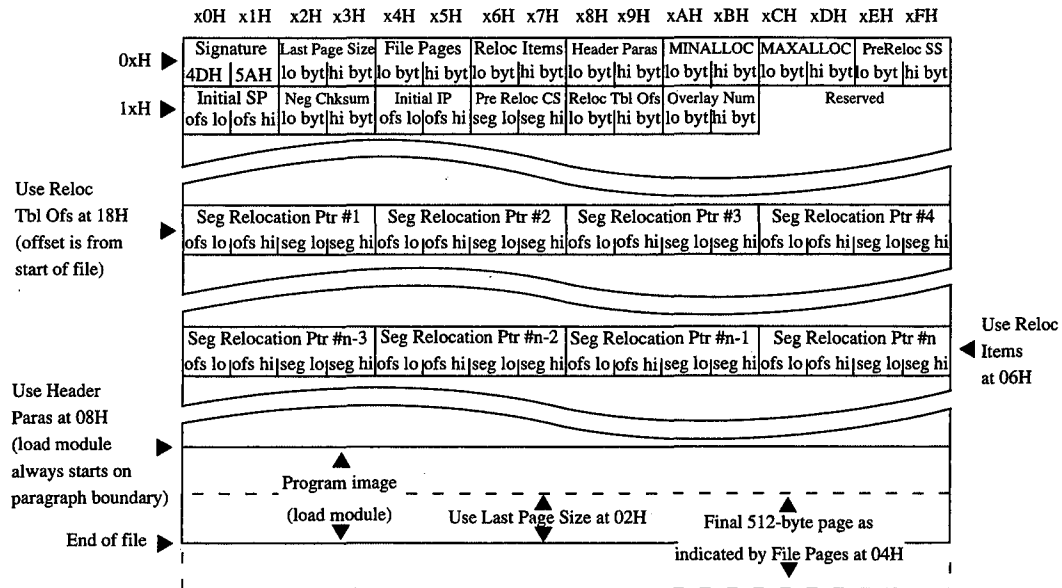 x0H x1H x2H x3H x4H x5H x6H x7H x8H x9H xAH xBH xCH xDH xEH xFH
0xH
Signature Last Page Size File Pages Reloc Items Header Paras MINALLOC MAXALLOC PreReloc SS
4DH 5AH lo byt hi byt lo byt hi byt lo byt hi byt lo byt hi byt lo byt hi byt lo byt hi byt lo byt hi byt
1xH
Initial SP Neg Chksum Initial IP Pre Reloc CS Reloc Tbl Ofs Overlay Num Reserved
ofs lo ofs hi lo byt hi byt ofs lo ofs hi seg lo seg hi lo byt hi byt lo byt hi byt
Use Reloc
Tbl Ofs at 18H
(offset is from
start of file)
Seg Relocation Ptr #1 Seg Relocation Ptr #2 Seg Relocation Ptr #3 Seg Relocation Ptr #4
ofs lo ofs hi seg lo seg hi ofs lo ofs hi seg lo seg hi ofs lo ofs hi seg lo seg hi ofs lo ofs hi seg lo seg hi
Seg Relocation Ptr #n-3 Seg Relocation Ptr #n-2 Seg Relocation Ptr #n-1 Seg Relocation Ptr #n
ofs lo ofs hi seg lo seg hi ofs lo ofs hi seg lo seg hi ofs lo ofs hi seg lo seg hi ofs lo ofs hi seg lo seg hi
Use Reloc
Items
at 06H
Use Header
Paras at 08H
(load module
always starts on
paragraph boundary)
Program image
(load module)
Use Last Page Size at 02H
Final 512-byte page as
indicated by File Pages at 04H
End of file